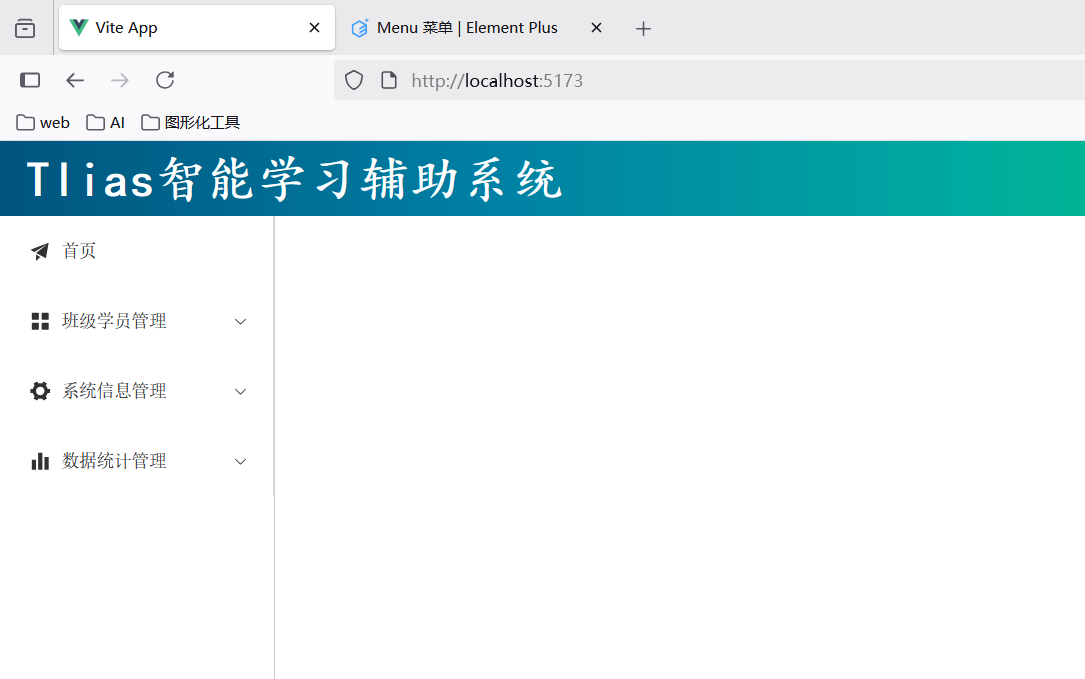 Vite App
Menu 菜单 | Element Plus
http://localhost:5173
web
AI
图形化工具
Tlias智能学习辅助系统
首页
班级学员管理
系统信息管理
数据统计管理